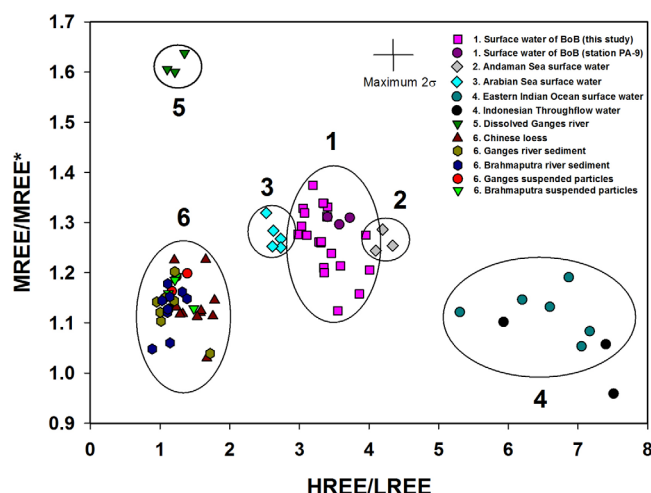 1.7
1.6
1.5
1.4
1.3
1.2
1.1
1.0
0.9
MREE/MREE*
0 1 2 3 4 5 6 7 8
HREE/LREE
5
1
3
2
6
4
Maximum 2σ
1. Surface water of BoB (this study)
1. Surface water of BoB (station PA-9)
2. Andaman Sea surface water
3. Arabian Sea surface water
4. Eastern Indian Ocean surface water
4. Indonesian Throughflow water
5. Dissolved Ganges river
6. Chinese loess
6. Ganges river sediment
6. Brahmaputra river sediment
6. Ganges suspended particles
6. Brahmaputra suspended particles